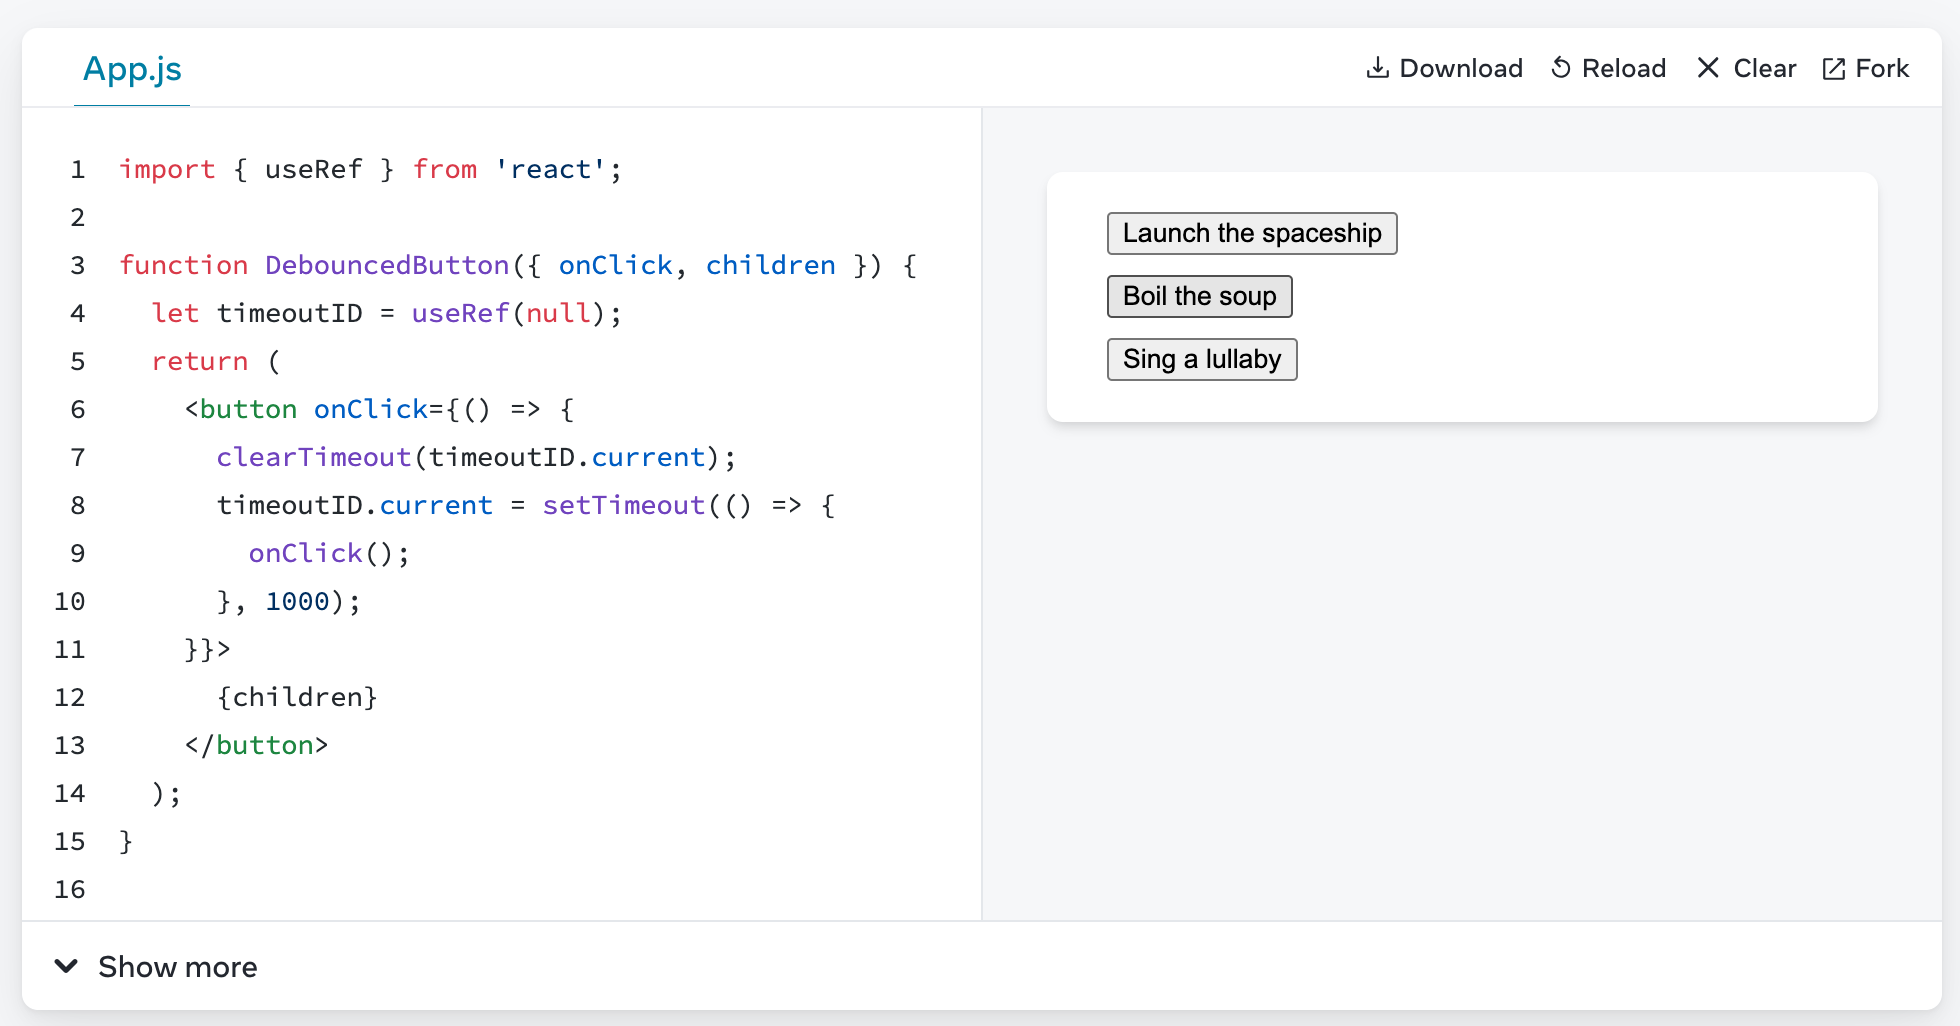 App.js
Download Reload Clear Fork
1 import { useRef } from 'react';
2
3 function DebouncedButton({ onClick, children }) {
4   let timeoutID = useRef(null);
5   return (
6     <button onClick={() => {
7       clearTimeout(timeoutID.current);
8       timeoutID.current = setTimeout(() => {
9         onClick();
10       }, 1000);
11     }}>
12       {children}
13     </button>
14   );
15 }
16
Launch the spaceship
Boil the soup
Sing a lullaby
Show more